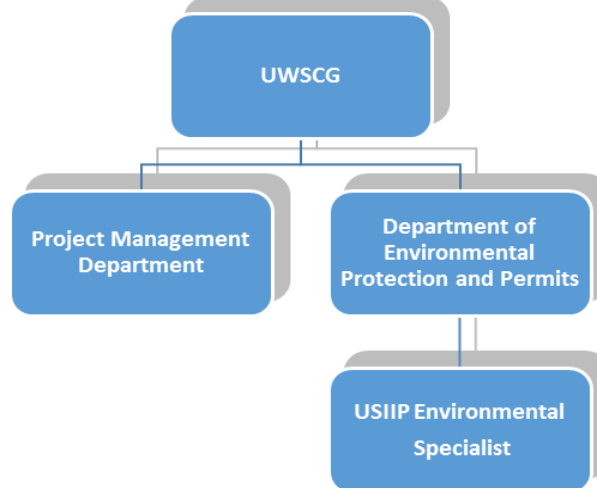 UWSCG
Project Management
Department
Department of
Environmental
Protection and Permits
USIIP Environmental
Specialist